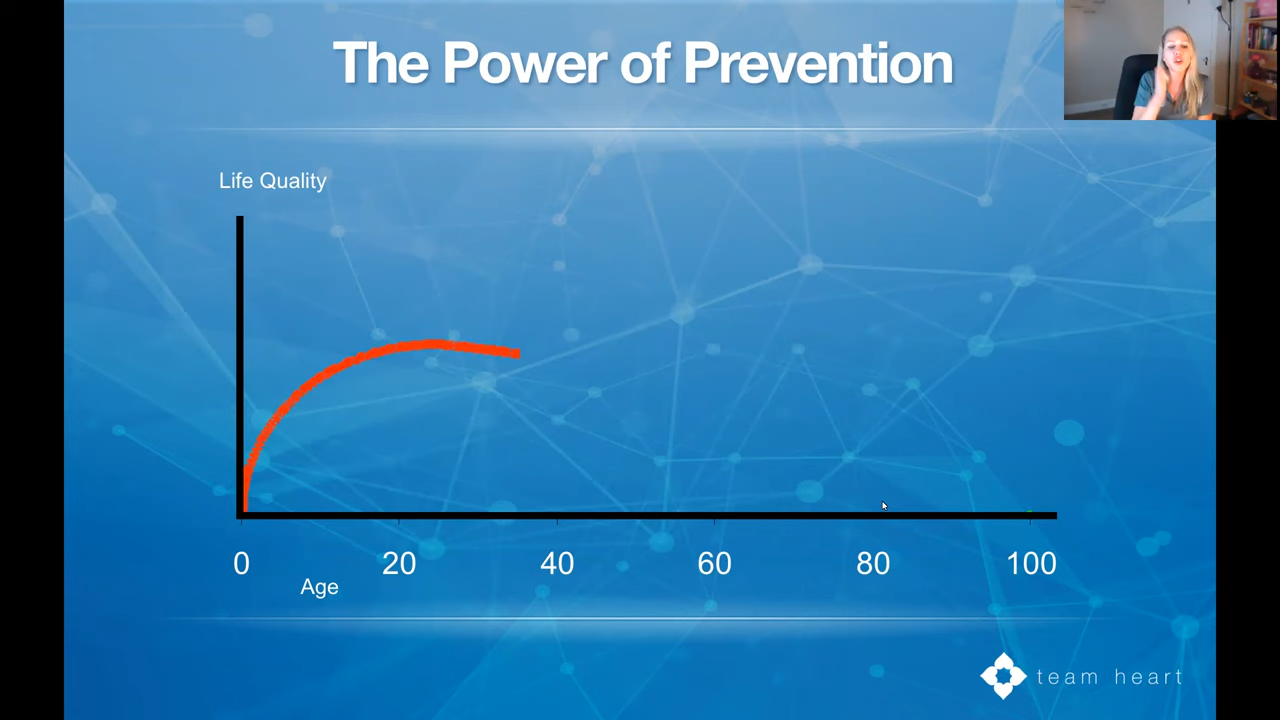 The Power of Prevention
Life Quality
0 20 40 60 80 100
Age
team heart